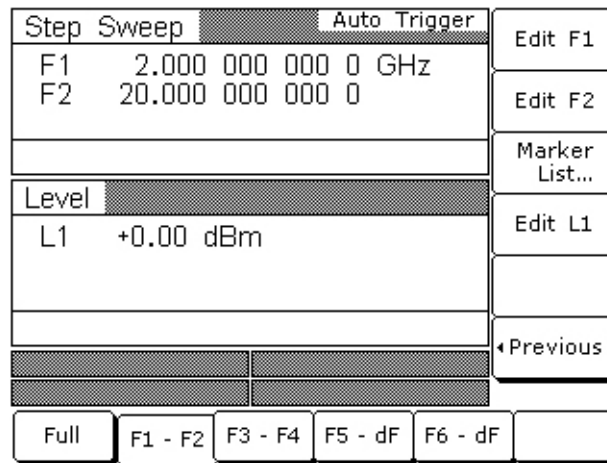 Step Sweep Auto Trigger
F1 2.000 000 000 0 GHz
F2 20.000 000 000 0
Level
L1 +0.00 dBm
Edit F1
Edit F2
Marker
List...
Edit L1
Previous
Full F1 - F2 F3 - F4 F5 - dF F6 - dF